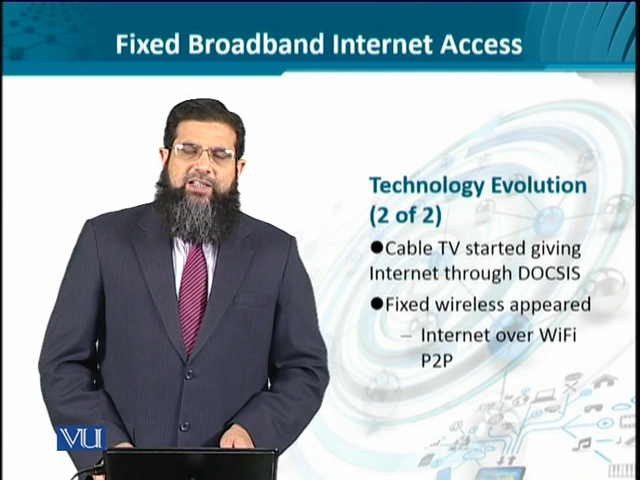 Fixed Broadband Internet Access
Technology Evolution
(2 of 2)
●Cable TV started giving
Internet through DOCSIS
●Fixed wireless appeared
– Internet over WiFi
P2P
VU